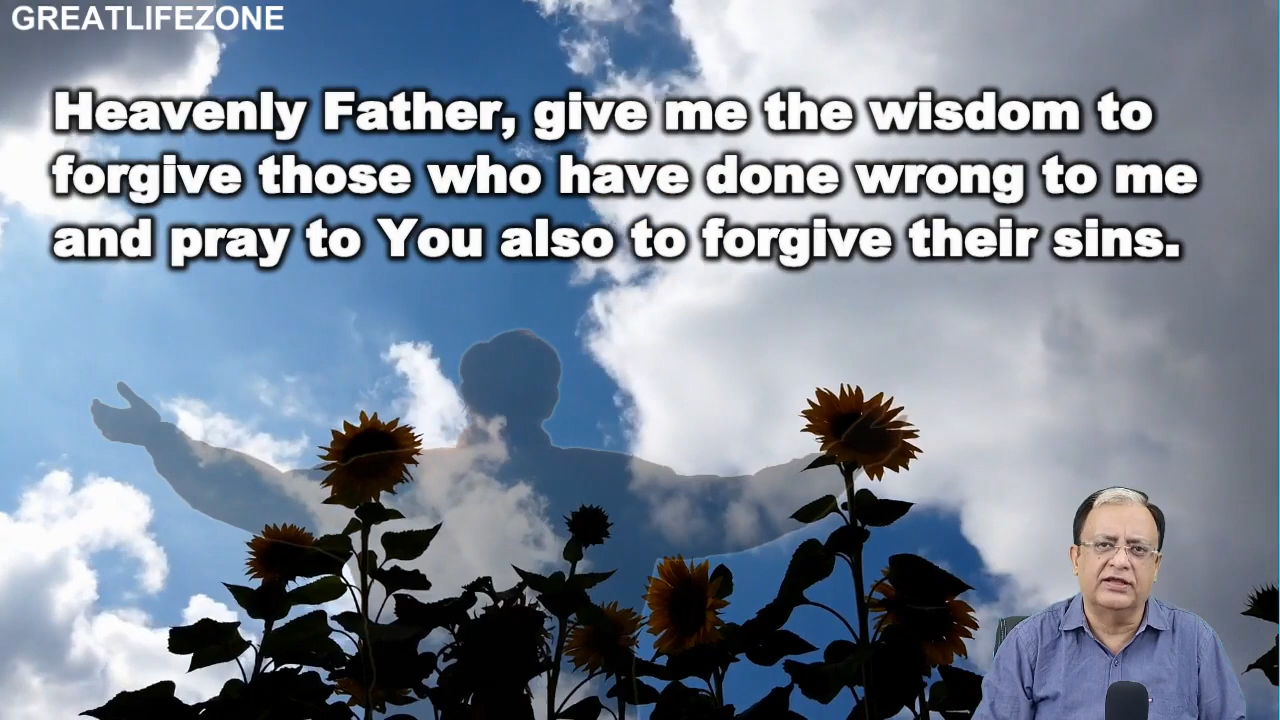 GREATLIFEZONE
Heavenly Father, give me the wisdom to
forgive those who have done wrong to me
and pray to You also to forgive their sins.